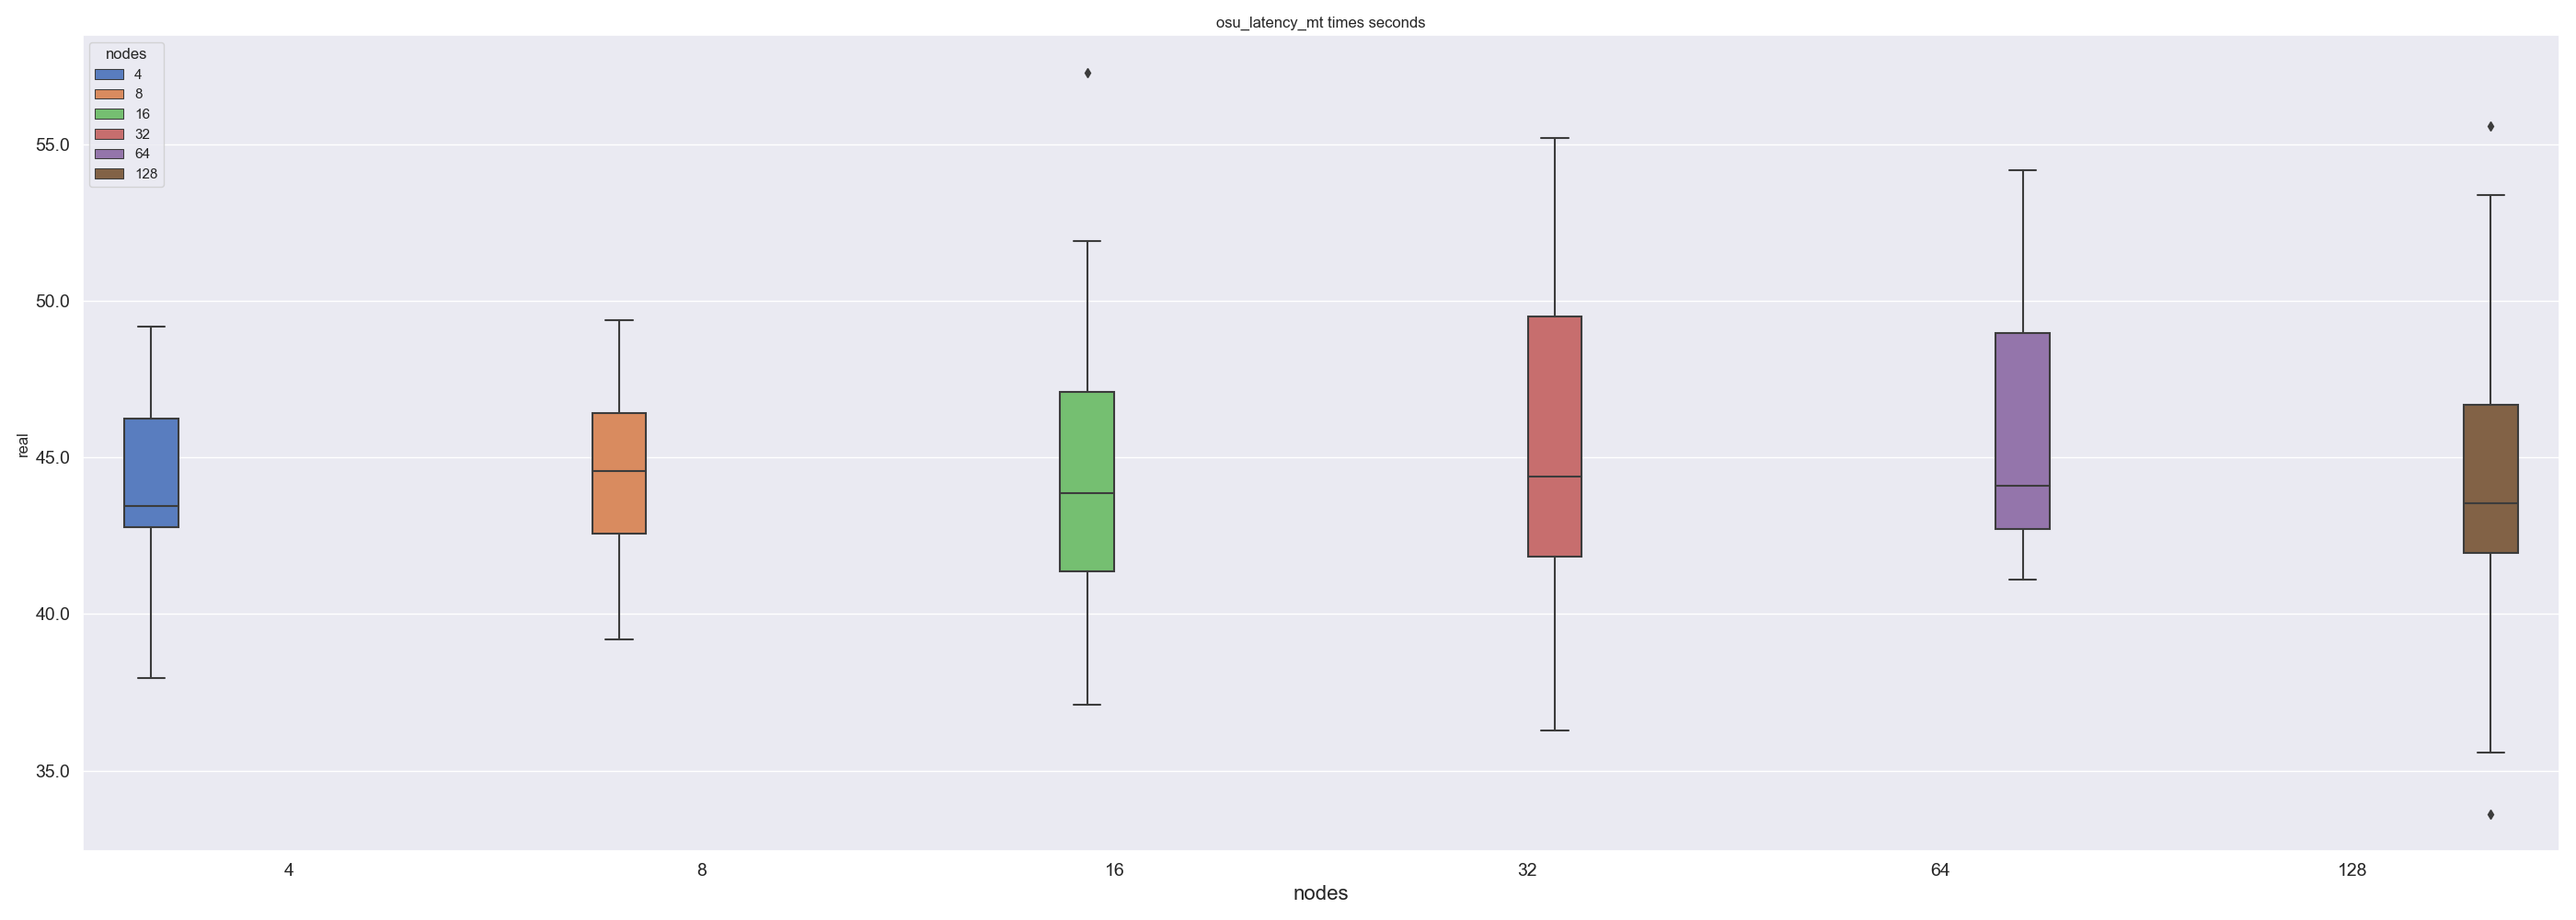 osu_latency_mt times seconds
nodes
4
8
16
32
64
128
55.0
50.0
45.0
40.0
35.0
real
4 8 16 32 64 128
nodes